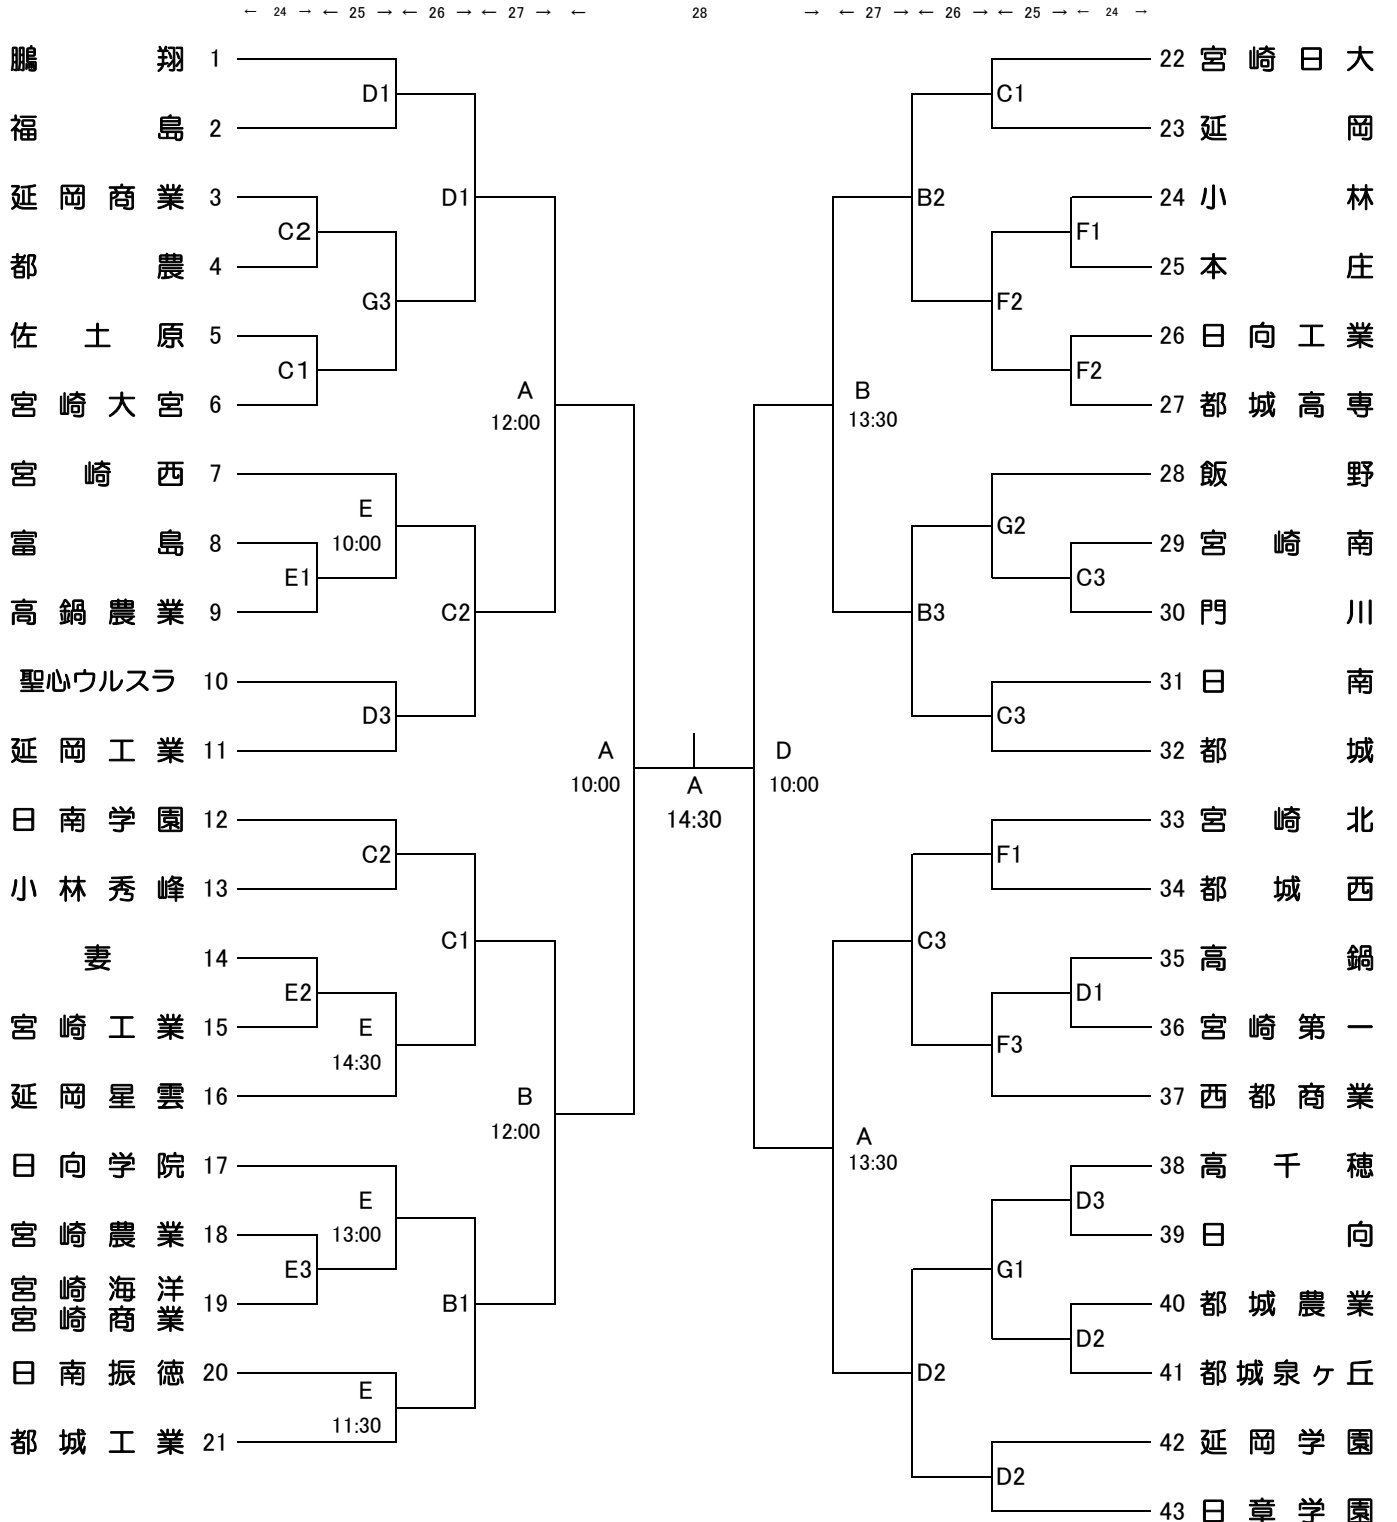 ← 24 → ← 25 → ← 26 → ← 27 → ← 28 → ← 27 → ← 26 → ← 25 → ← 24 →
鵬翔 1
D1
福島 2
延岡商業 3
D1
C2
都農 4
G3
佐土原 5
C1
宮崎大宮 6
A
12:00
宮崎西 7
E
10:00
富島 8
E1
高鍋農業 9
C2
聖心ウルスラ 10
D3
延岡工業 11
A
10:00
日南学園 12
C2
小林秀峰 13
C1
妻 14
E2
宮崎工業 15
E
14:30
延岡星雲 16
B
12:00
日向学院 17
E
13:00
宮崎農業 18
E3
宮崎海洋
宮崎商業 19
B1
日南振徳 20
E
11:30
都城工業 21
A
14:30
22 宮崎日大
C1
23 延岡
B2
24 小林
F1
25 本庄
F2
26 日向工業
F2
27 都城高専
B
13:30
28 飯野
G2
29 宮崎南
C3
30 門川
B3
31 日南
C3
32 都城
D
10:00
33 宮崎北
F1
34 都城西
C3
35 高鍋
D1
36 宮崎第一
F3
37 西都商業
A
13:30
38 高千穂
D3
39 日向
G1
40 都城農業
D2
41 都城泉ヶ丘
D2
42 延岡学園
D2
43 日章学園